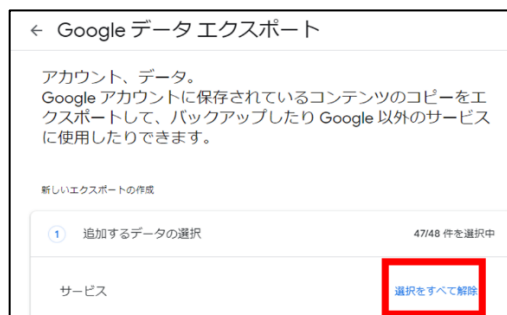 ← Google データ エクスポート
アカウント、データ。
Google アカウントに保存されているコンテンツのコピーをエ
クスポートして、バックアップしたり Google 以外のサービス
に使用したりできます。
新しいエクスポートの作成
1 追加するデータの選択 47/48 件を選択中
サービス 選択をすべて解除